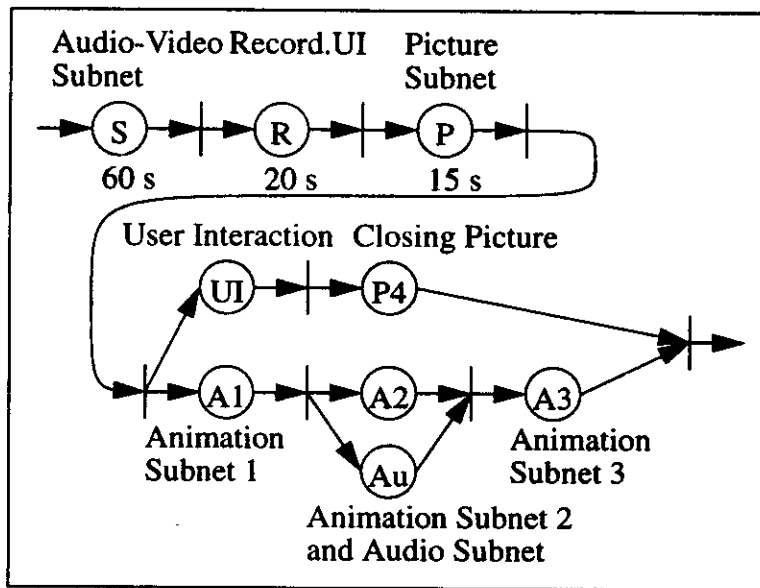 Audio-Video Record.UI Picture
Subnet Subnet
S R P
60 s 20 s 15 s
User Interaction Closing Picture
UI P4
A1 A2 A3
Animation
Subnet 1
Animation
Subnet 3
Au
Animation Subnet 2
and Audio Subnet